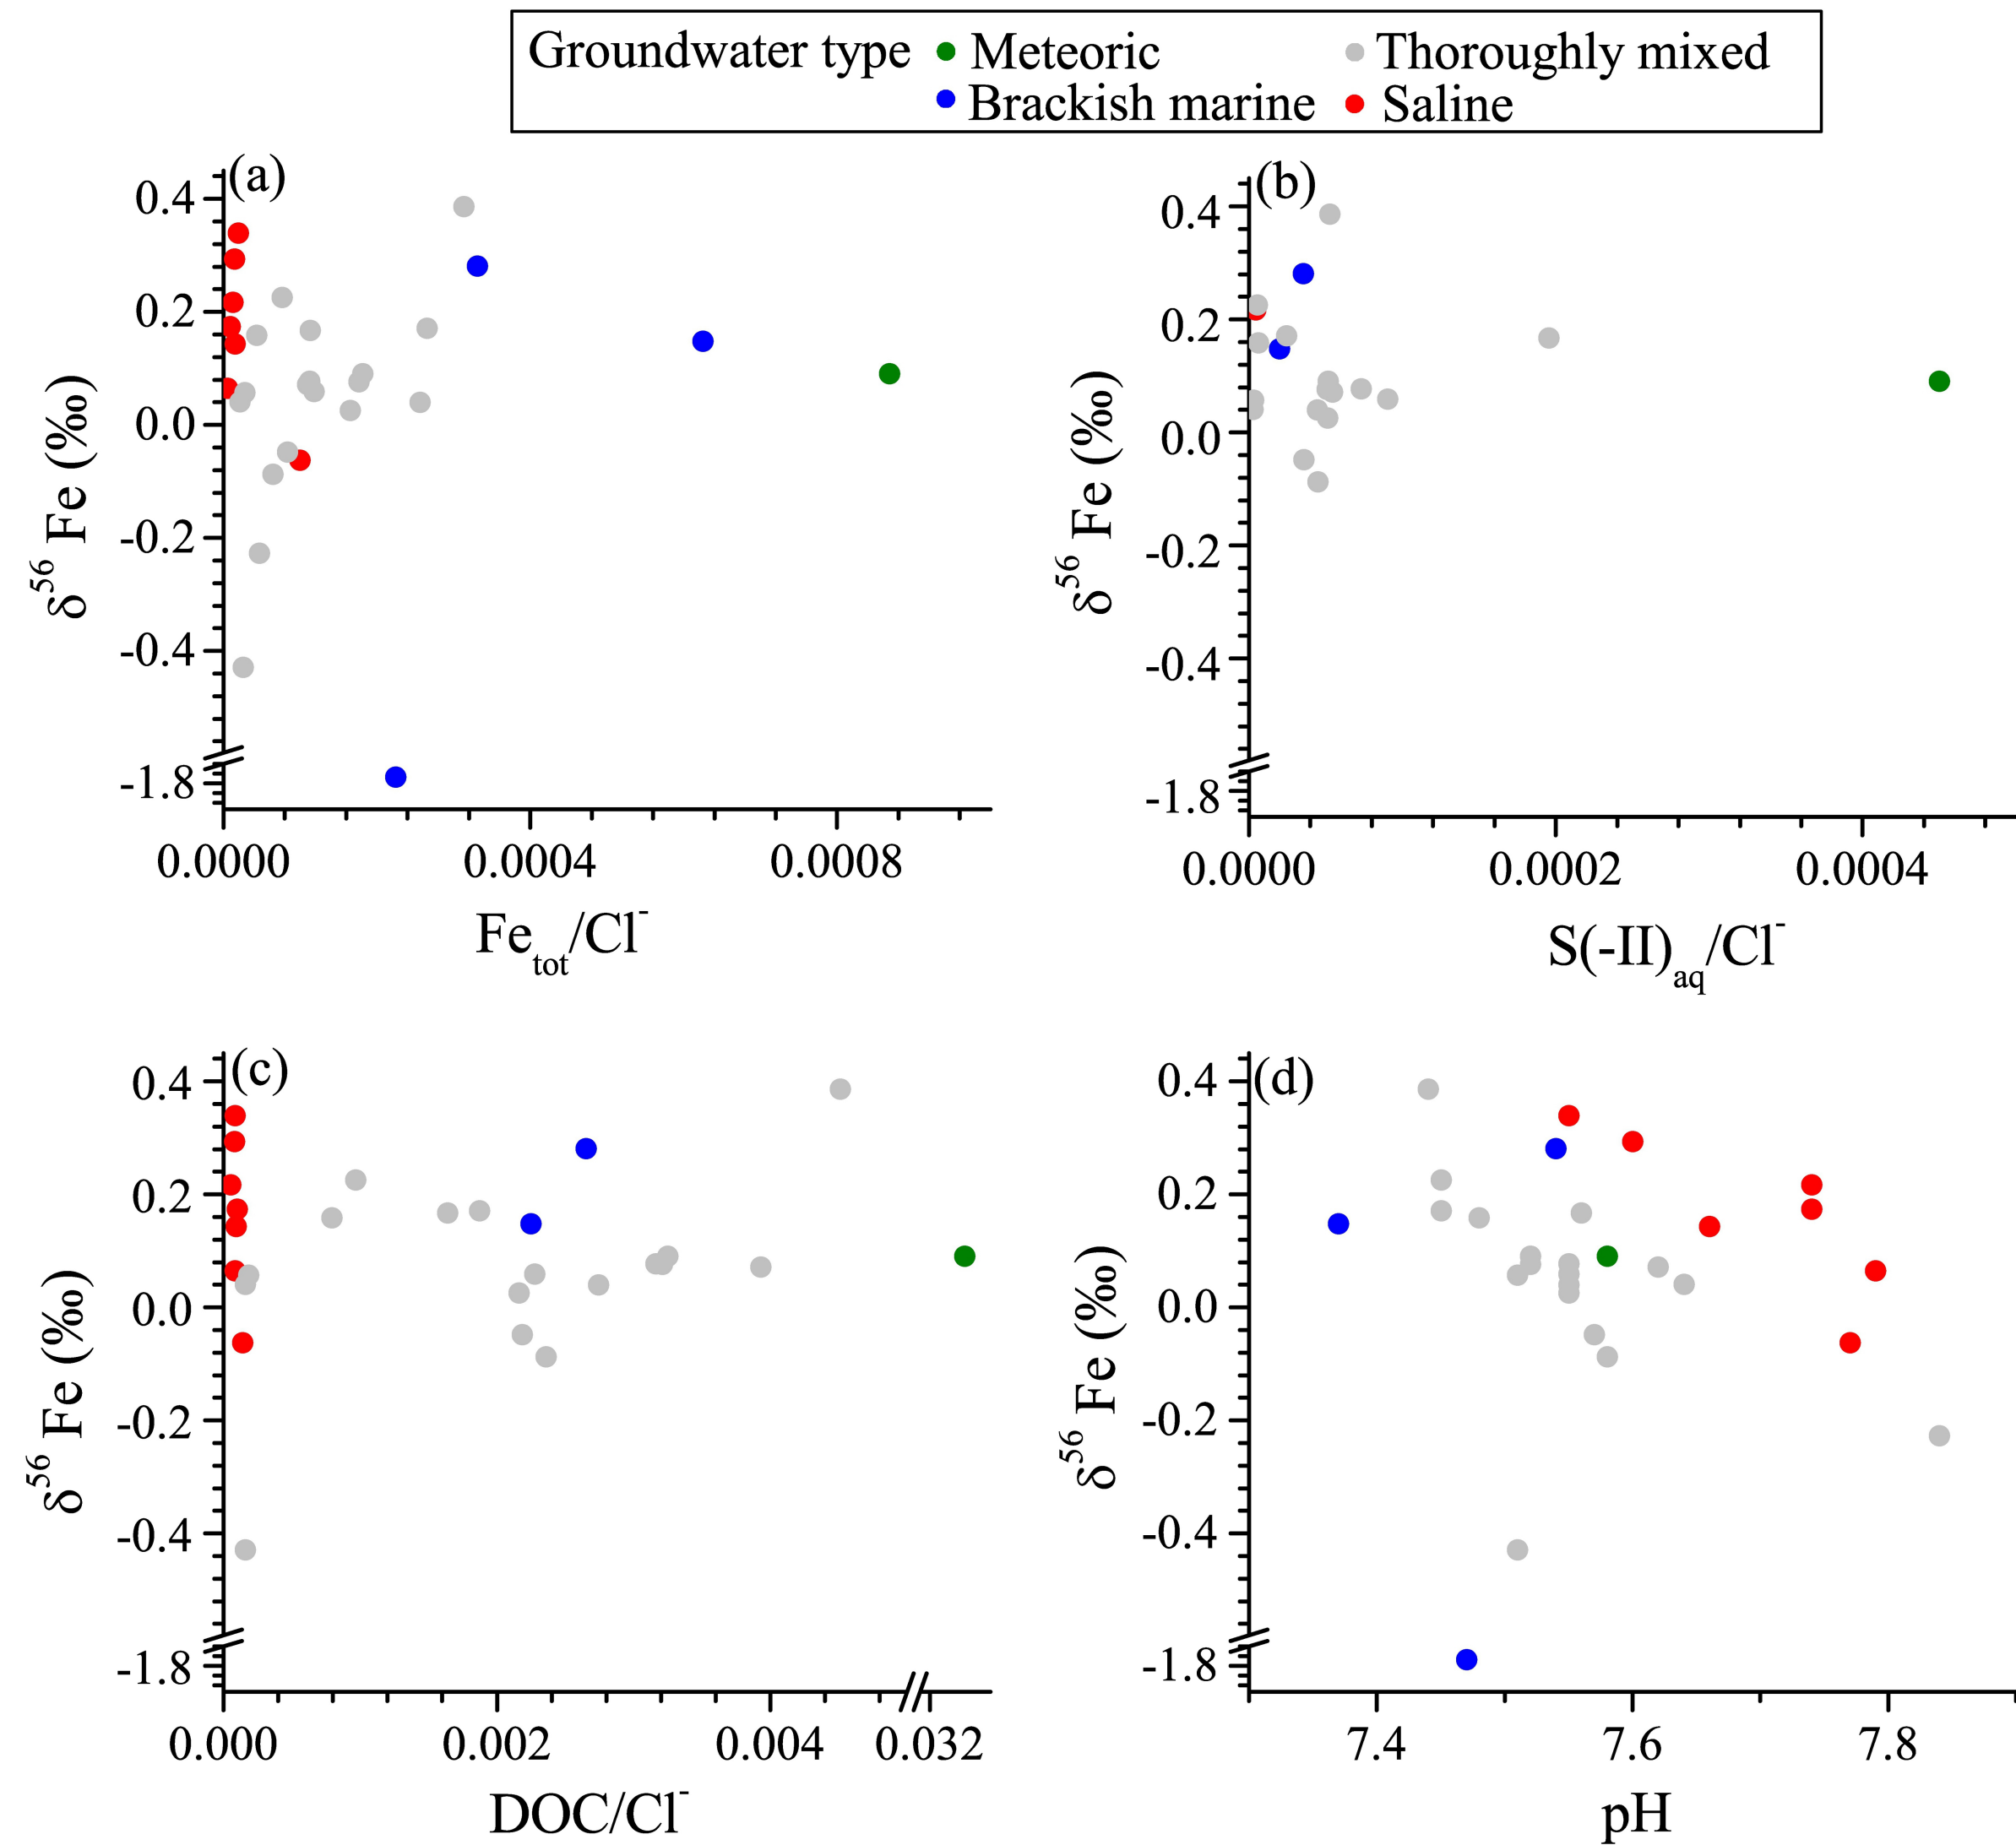 Groundwater type Meteoric Thoroughly mixed
Brackish marine Saline
(a)
0.4
0.2
0.0
-0.2
-0.4
-1.8
δ56 Fe (‰)
0.0000 0.0004 0.0008
Fetot/Cl-
(b)
0.4
0.2
0.0
-0.2
-0.4
-1.8
δ56 Fe (‰)
0.0000 0.0002 0.0004
S(-II)aq/Cl-
(c)
0.4
0.2
0.0
-0.2
-0.4
-1.8
δ56 Fe (‰)
0.000 0.002 0.004 0.032
DOC/Cl-
(d)
0.4
0.2
0.0
-0.2
-0.4
-1.8
δ56 Fe (‰)
7.4 7.6 7.8
pH